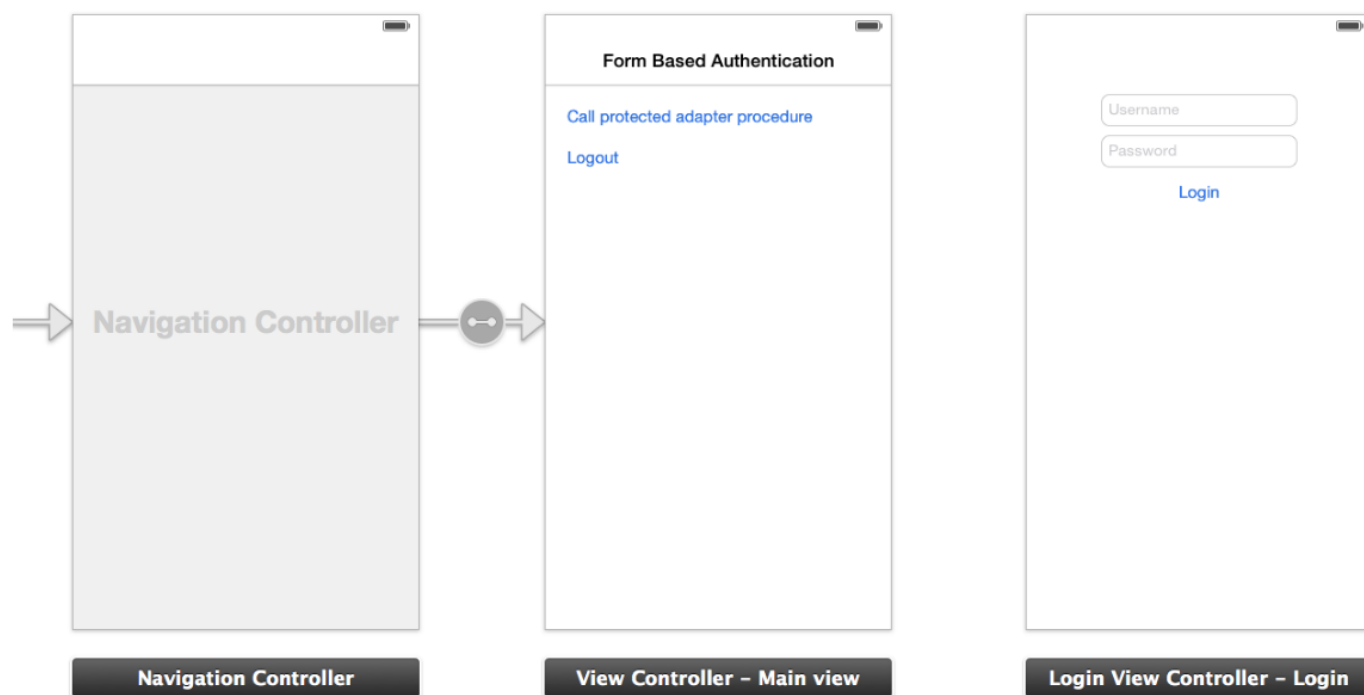 Navigation Controller
Navigation Controller
Form Based Authentication
Call protected adapter procedure
Logout
View Controller – Main view
Username
Password
Login
Login View Controller – Login